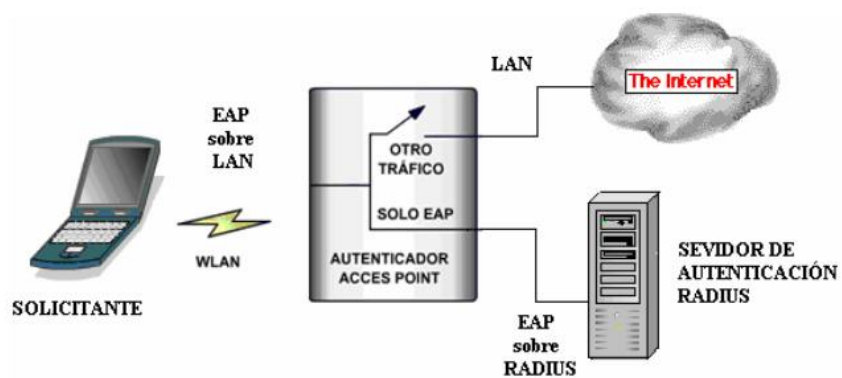 LAN
The Internet
EAP
sobre
LAN
OTRO
TRÁFICO
SOLO EAP
WLAN
AUTENTICADOR
ACCES POINT
SOLICITANTE
SEVIDOR DE
AUTENTICACIÓN
RADIUS
EAP
sobre
RADIUS